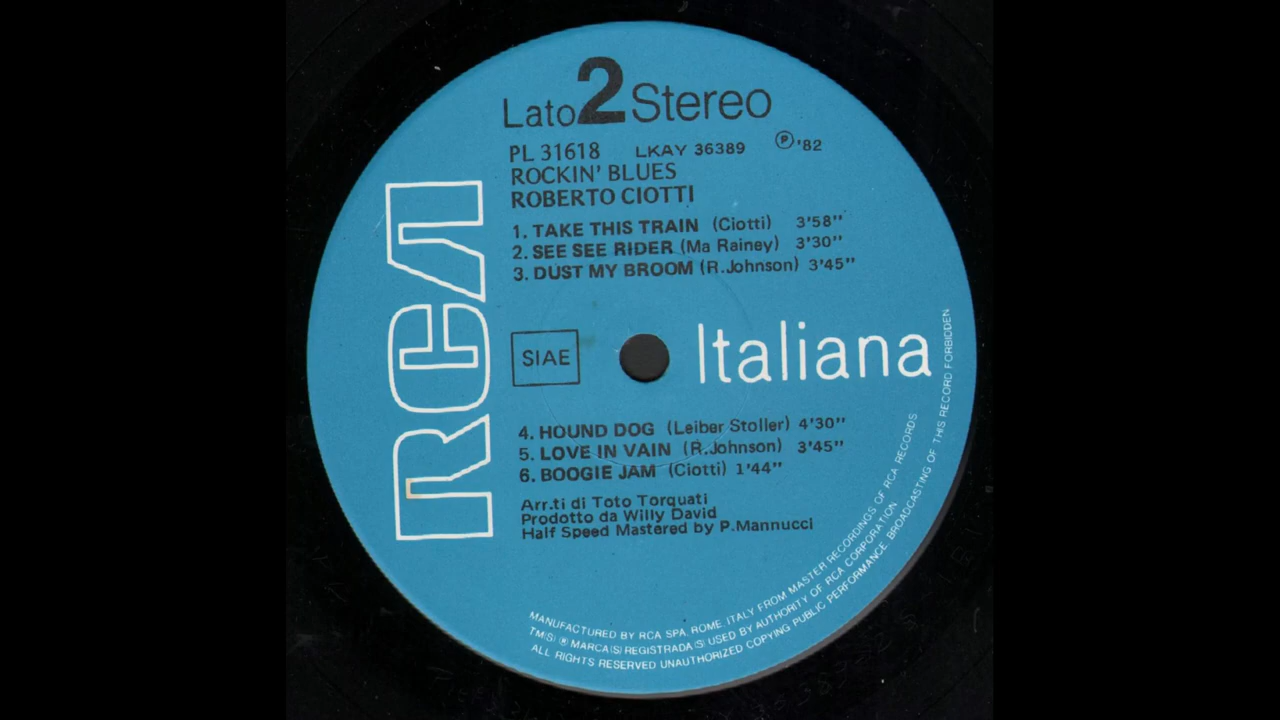 Lato 2 Stereo
PL 31618 LKAY 36389 Ⓟ'82
ROCKIN' BLUES
ROBERTO CIOTTI
1. TAKE THIS TRAIN (Ciotti) 3'58"
2. SEE SEE RIDER (Ma Rainey) 3'30"
3. DUST MY BROOM (R.Johnson) 3'45"
RCA
SIAE
Italiana
4. HOUND DOG (Leiber Stoller) 4'30"
5. LOVE IN VAIN (R.Johnson) 3'45"
6. BOOGIE JAM (Ciotti) 1'44"
Arr.ti di Toto Torquati
Prodotto da Willy David
Half Speed Mastered by P.Mannucci
MANUFACTURED BY RCA SPA, ROME, ITALY FROM MASTER RECORDINGS OF RCA RECORDS
TM(S) ® MARCA(S) REGISTRADA(S) USED BY AUTHORITY OF RCA CORPORATION
ALL RIGHTS RESERVED UNAUTHORIZED COPYING PUBLIC PERFORMANCE, BROADCASTING OF THIS RECORD FORBIDDEN